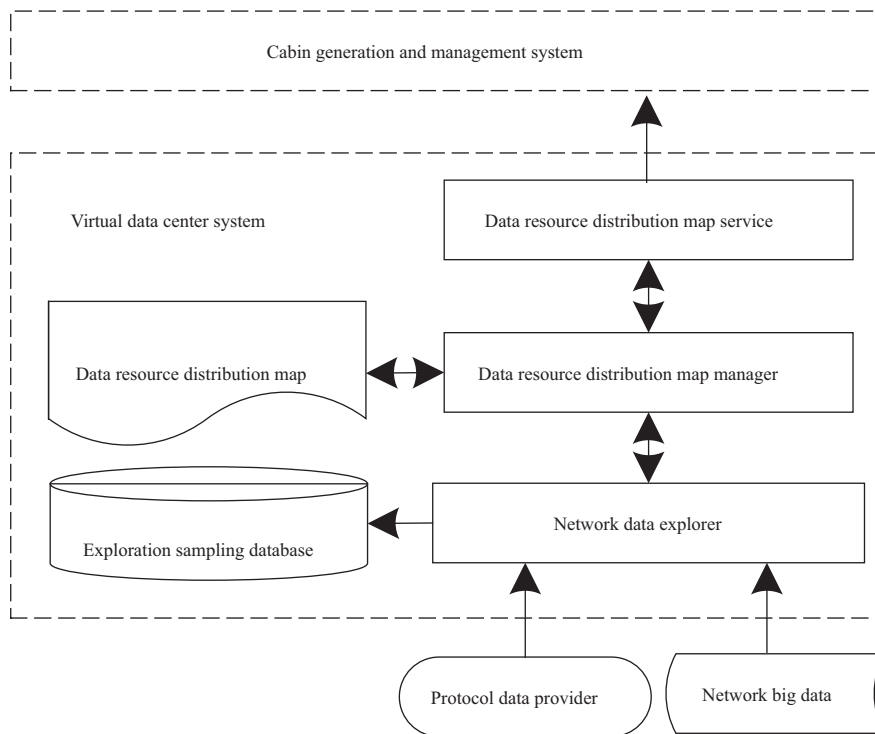 Cabin generation and management system
Virtual data center system
Data resource distribution map service
Data resource distribution map
Data resource distribution map manager
Exploration sampling database
Network data explorer
Protocol data provider
Network big data